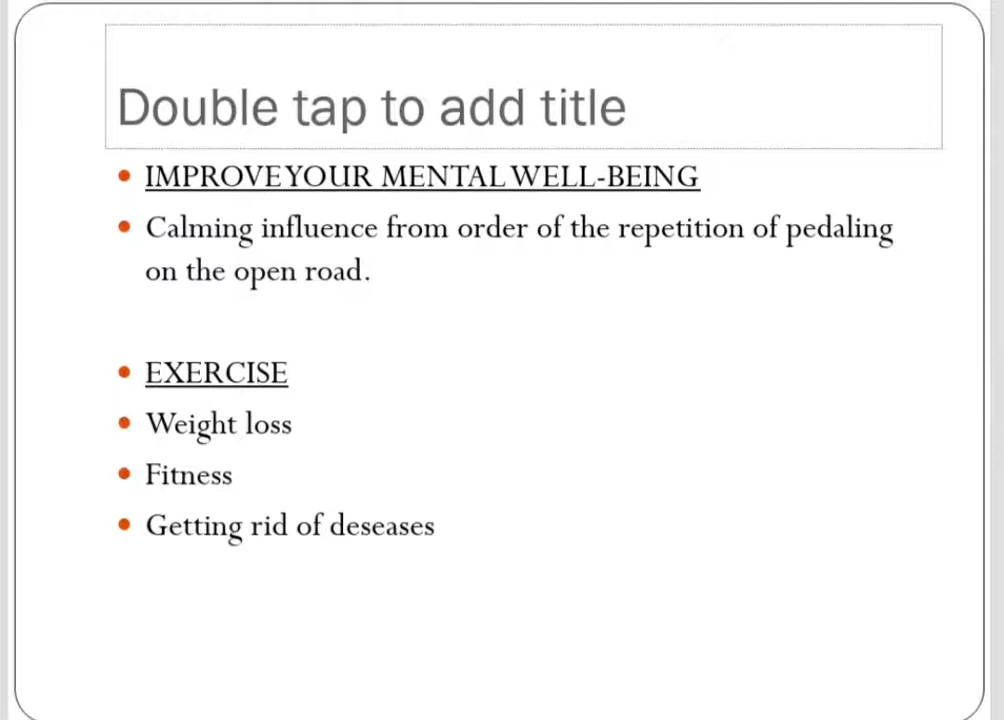 Double tap to add title
IMPROVE YOUR MENTAL WELL-BEING
Calming influence from order of the repetition of pedaling
on the open road.
EXERCISE
Weight loss
Fitness
Getting rid of deseases